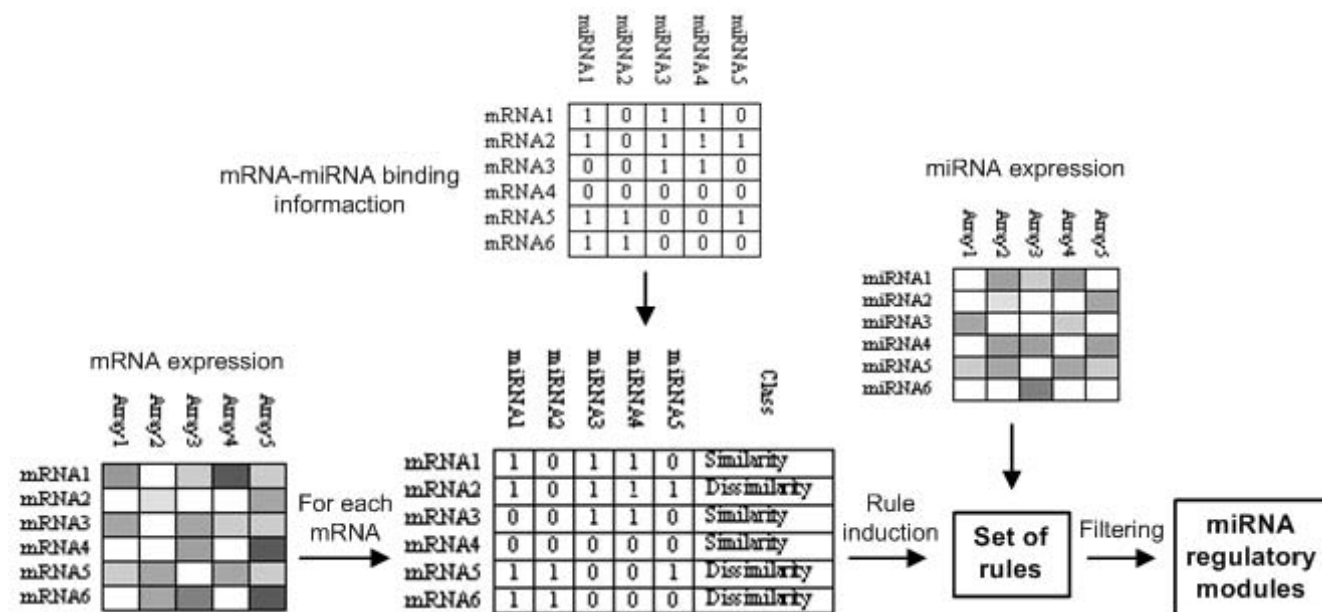 miRNA1 miRNA2 miRNA3 miRNA4 miRNA5
mRNA1 1 0 1 1 0
mRNA2 1 0 1 1 1
mRNA3 0 0 1 1 0
mRNA4 0 0 0 0 0
mRNA5 1 1 0 0 1
mRNA6 1 1 0 0 0
mRNA-miRNA binding
informaction
miRNA expression
Array1 Array2 Array3 Array4 Array5
miRNA1
miRNA2
miRNA3
miRNA4
miRNA5
miRNA6
mRNA expression
Array1 Array2 Array3 Array4 Array5
mRNA1
mRNA2
mRNA3
mRNA4
mRNA5
mRNA6
For each
mRNA
miRNA1 miRNA2 miRNA3 miRNA4 miRNA5 Class
mRNA1 1 0 1 1 0 Similarity
mRNA2 1 0 1 1 1 Dissimilarity
mRNA3 0 0 1 1 0 Similarity
mRNA4 0 0 0 0 0 Similarity
mRNA5 1 1 0 0 1 Dissimilarity
mRNA6 1 1 0 0 0 Dissimilarity
Rule
induction
Set of
rules
Filtering
miRNA
regulatory
modules